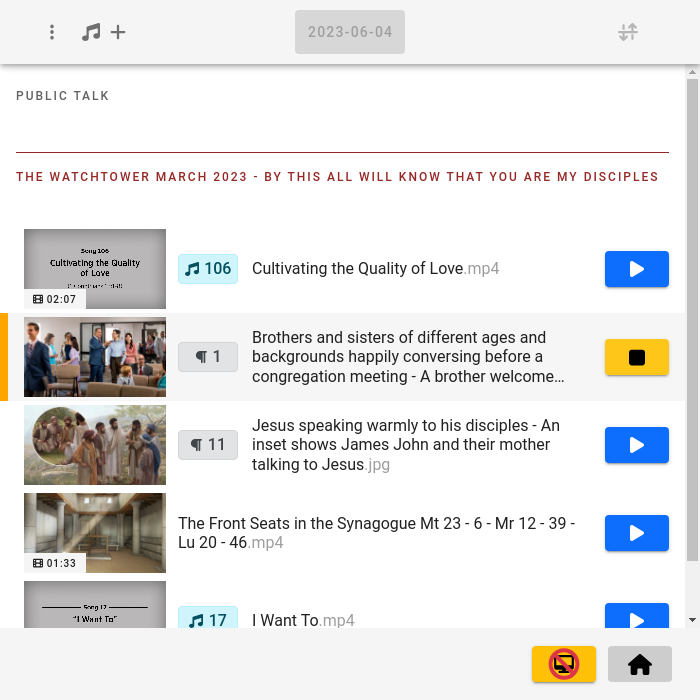 2023-06-04
PUBLIC TALK
THE WATCHTOWER MARCH 2023 - BY THIS ALL WILL KNOW THAT YOU ARE MY DISCIPLES
Song 106
Cultivating the Quality
of Love
02:07
106
Cultivating the Quality of Love.mp4
¶ 1
Brothers and sisters of different ages and
backgrounds happily conversing before a
congregation meeting - A brother welcome…
¶ 11
Jesus speaking warmly to his disciples - An
inset shows James John and their mother
talking to Jesus.jpg
The Front Seats in the Synagogue Mt 23 - 6 - Mr 12 - 39 -
Lu 20 - 46.mp4
01:33
Song 17
“I Want To”
17
I Want To.mp4